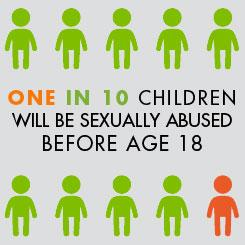 ONE IN 10 CHILDREN
WILL BE SEXUALLY ABUSED
BEFORE AGE 18